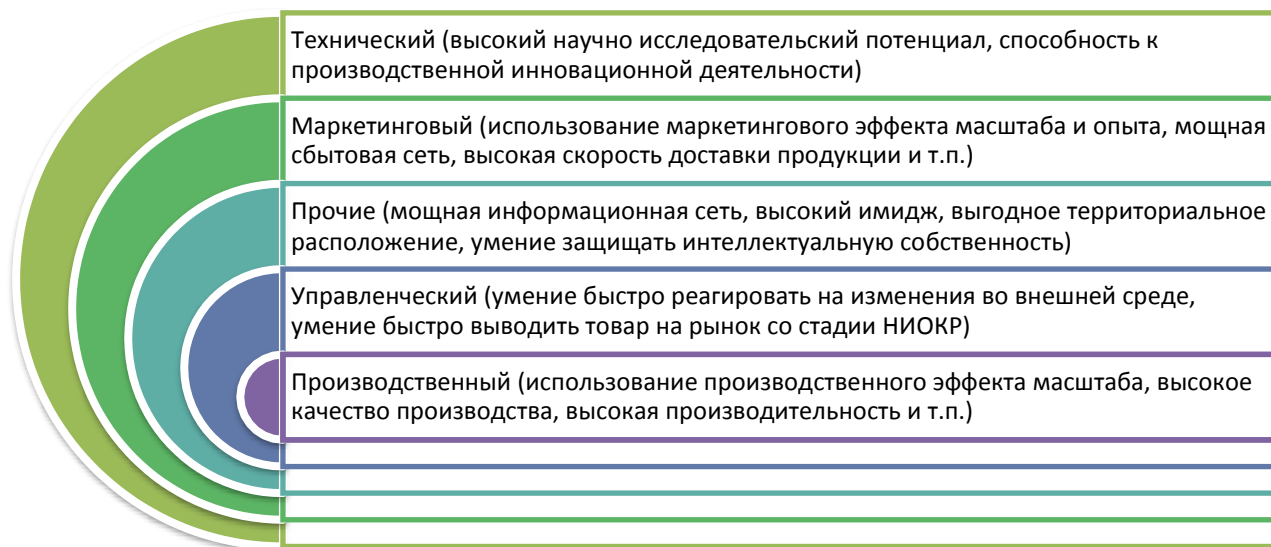 Технический (высокий научно исследовательский потенциал, способность к
производственной инновационной деятельности)
Маркетинговый (использование маркетингового эффекта масштаба и опыта, мощная
сбытовая сеть, высокая скорость доставки продукции и т.п.)
Прочие (мощная информационная сеть, высокий имидж, выгодное территориальное
расположение, умение защищать интеллектуальную собственность)
Управленческий (умение быстро реагировать на изменения во внешней среде,
умение быстро выводить товар на рынок со стадии НИОКР)
Производственный (использование производственного эффекта масштаба, высокое
качество производства, высокая производительность и т.п.)